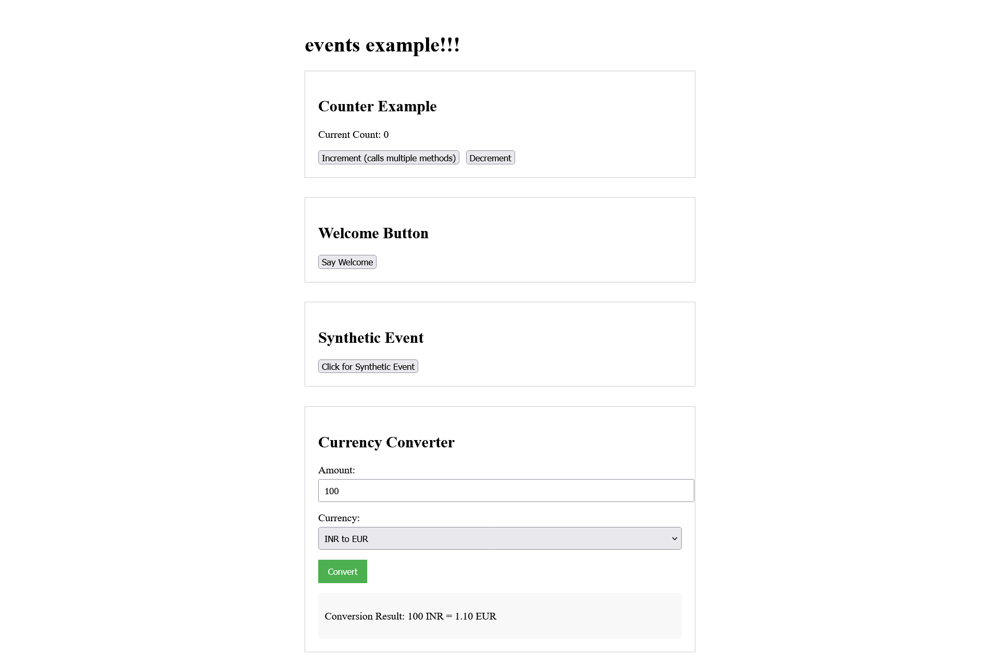 events example!!!
Counter Example
Current Count: 0
Increment (calls multiple methods) Decrement
Welcome Button
Say Welcome
Synthetic Event
Click for Synthetic Event
Currency Converter
Amount:
100
Currency:
INR to EUR
Convert
Conversion Result: 100 INR = 1.10 EUR